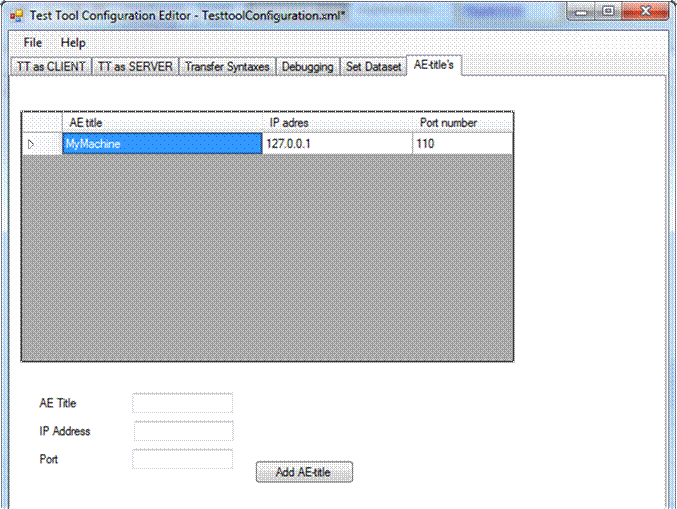 Test Tool Configuration Editor - TesttoolConfiguration.xml*
File Help
TT as CLIENT TT as SERVER Transfer Syntaxes Debugging Set Dataset AE-title's
AE title IP adres Port number
MyMachine 127.0.0.1 110
AE Title
IP Address
Port
Add AE-title